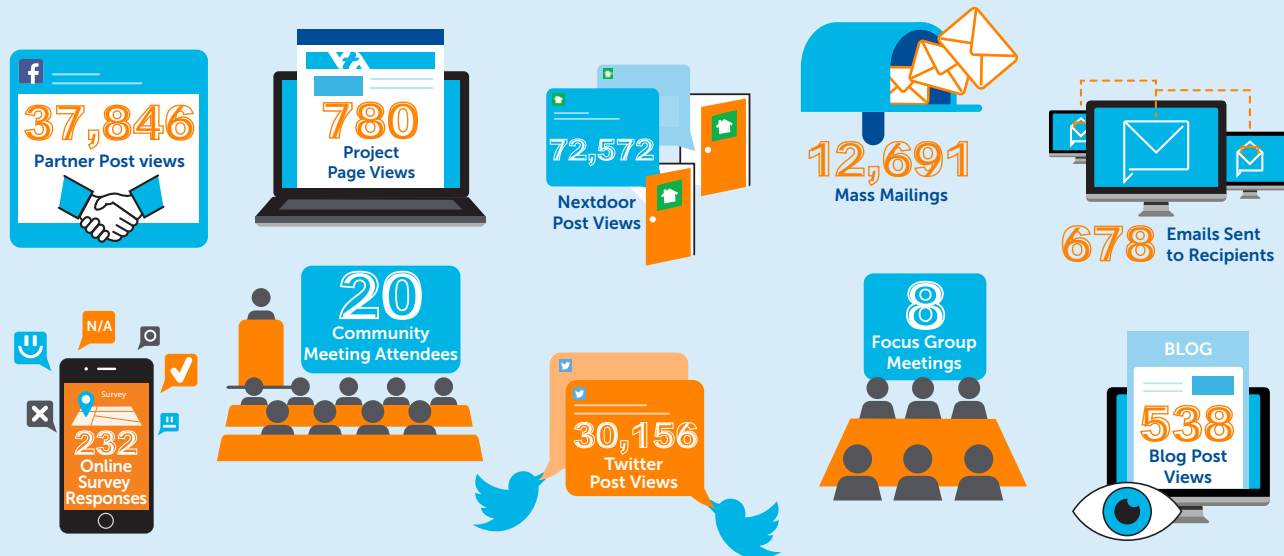 f
37,846
Partner Post views
780
Project
Page Views
72,572
Nextdoor
Post Views
12,691
Mass Mailings
678
Emails Sent
to Recipients
N/A
Survey
232
Online
Survey
Responses
20
Community
Meeting Attendees
30,156
Twitter
Post Views
8
Focus Group
Meetings
BLOG
538
Blog Post
Views